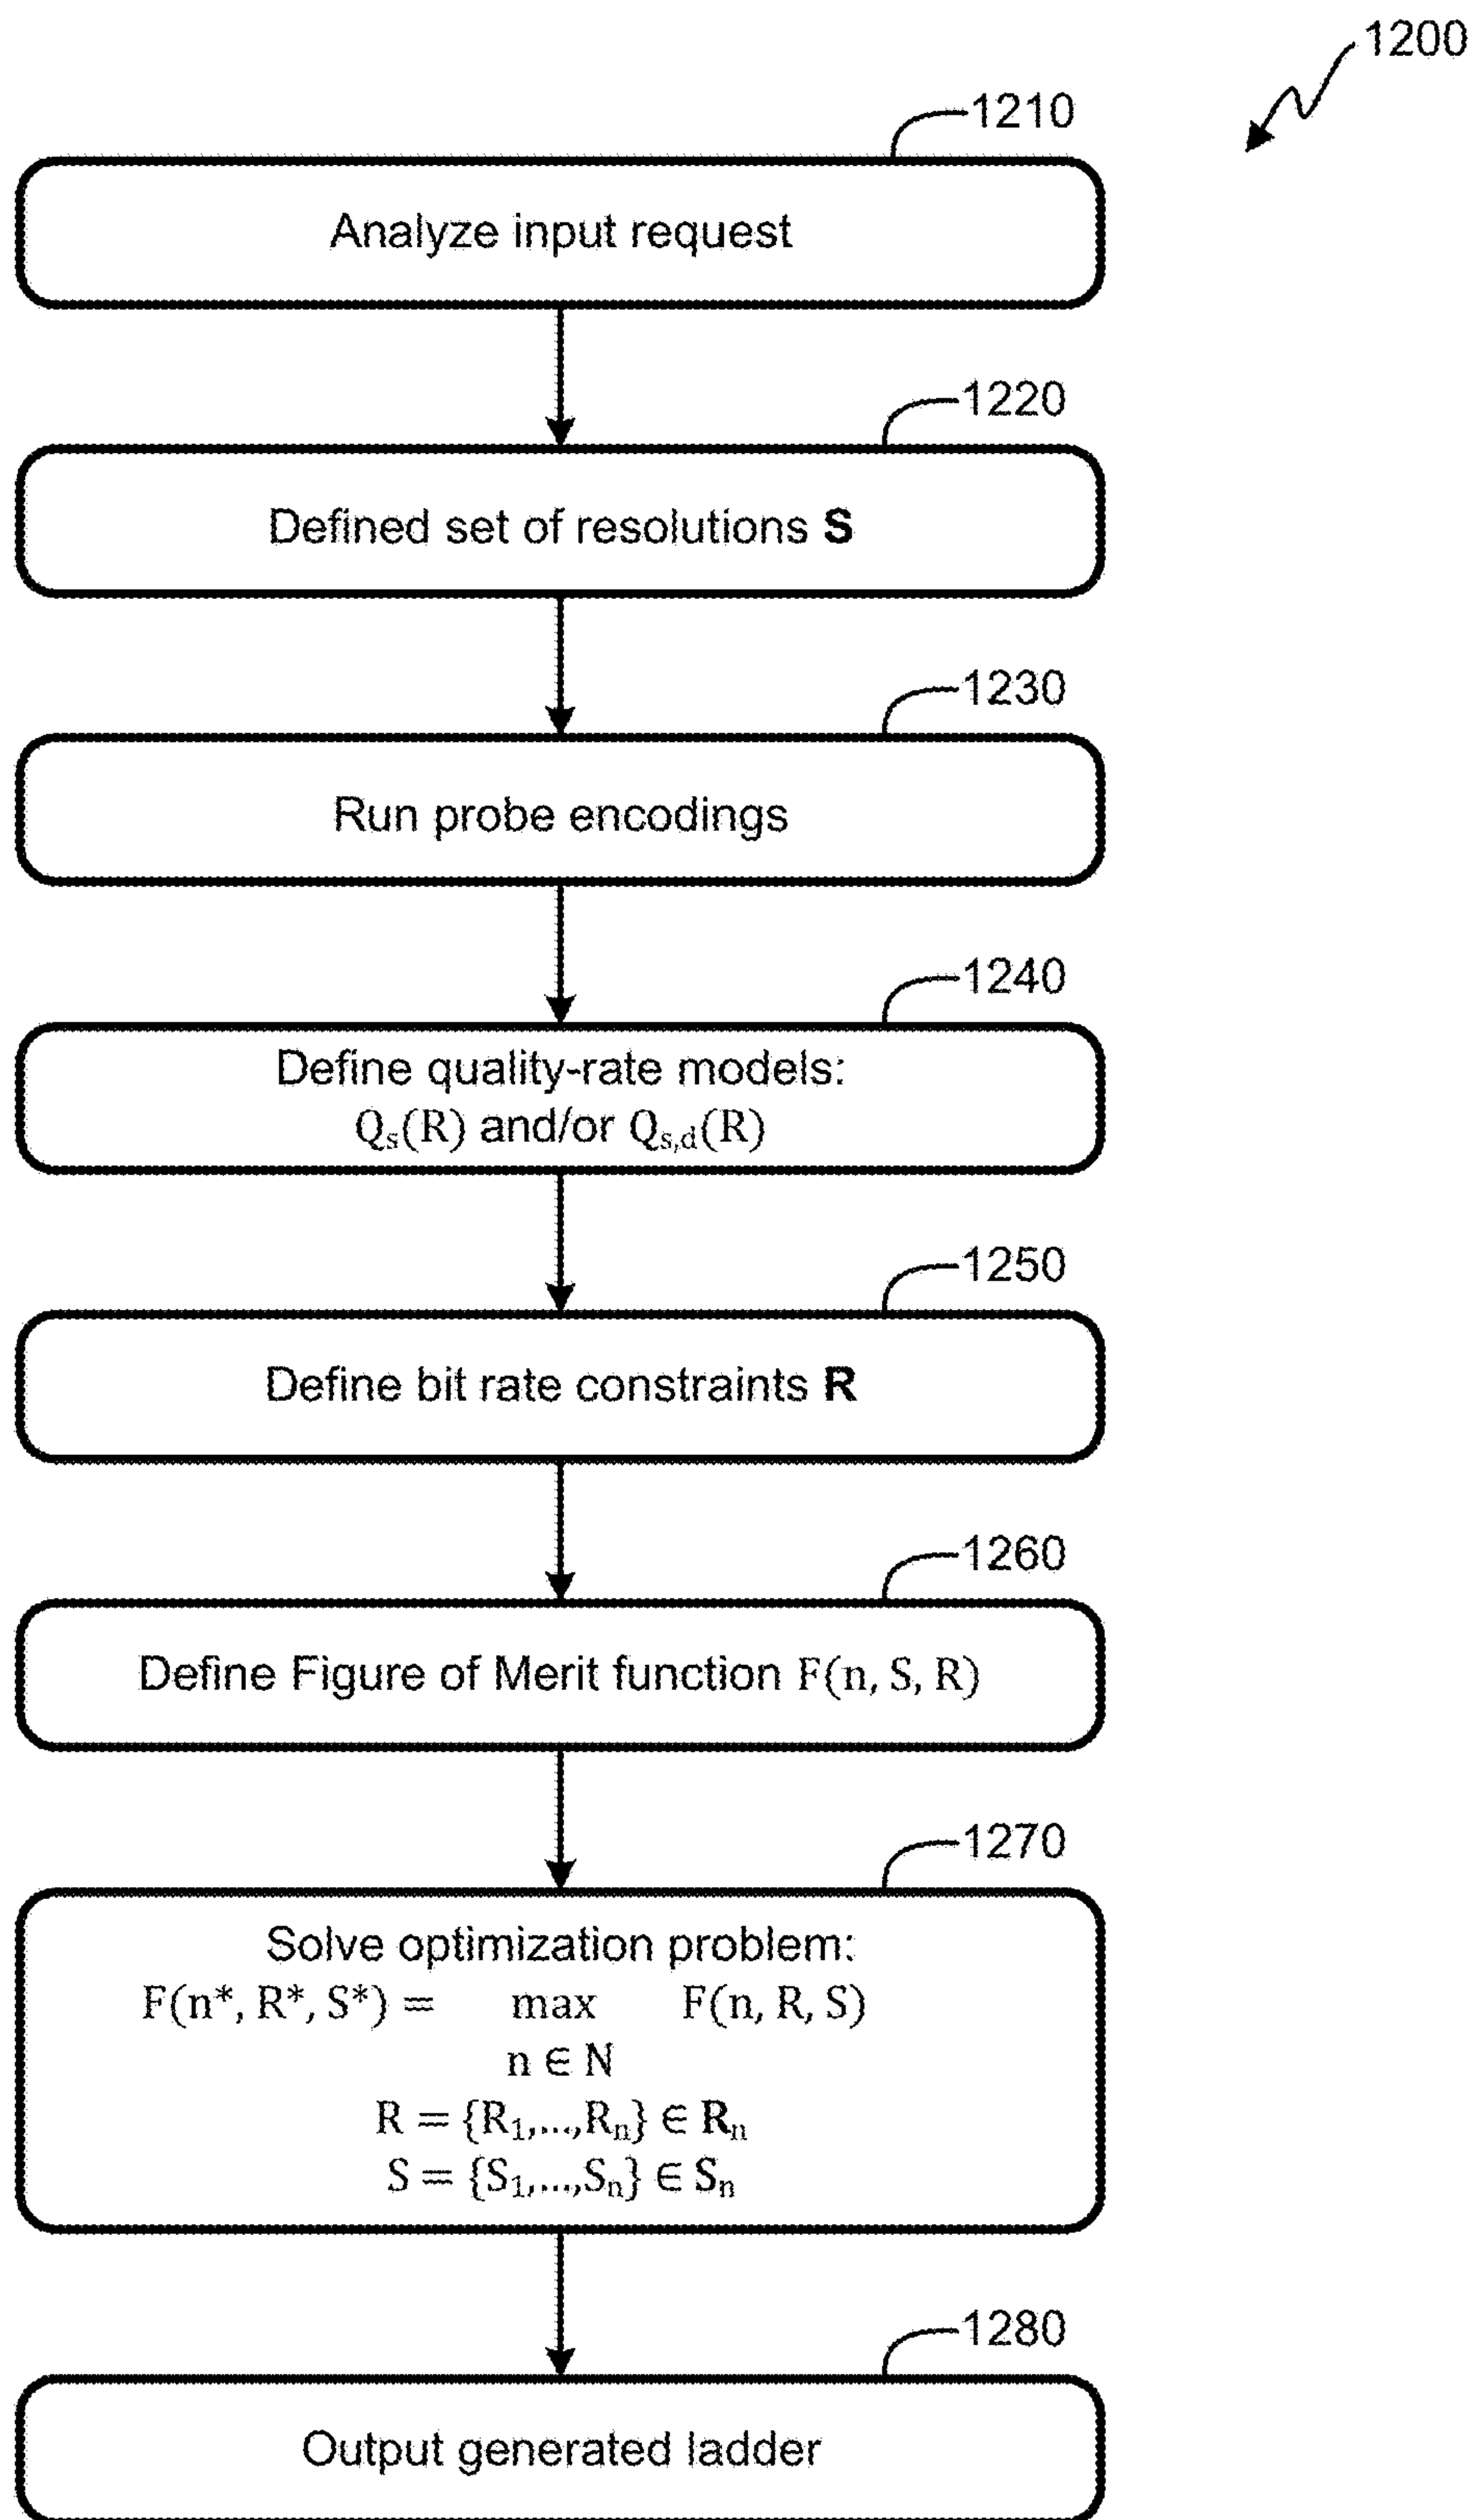 1200
1210
Analyze input request
1220
Defined set of resolutions S
1230
Run probe encodings
1240
Define quality-rate models:
Qs(R) and/or Qs,d(R)
1250
Define bit rate constraints R
1260
Define Figure of Merit function F(n, S, R)
1270
Solve optimization problem:
F(n*, R*, S*) = max F(n, R, S)
n ∈ N
R = {R1,...,Rn} ∈ Rn
S = {S1,...,Sn} ∈ Sn
1280
Output generated ladder